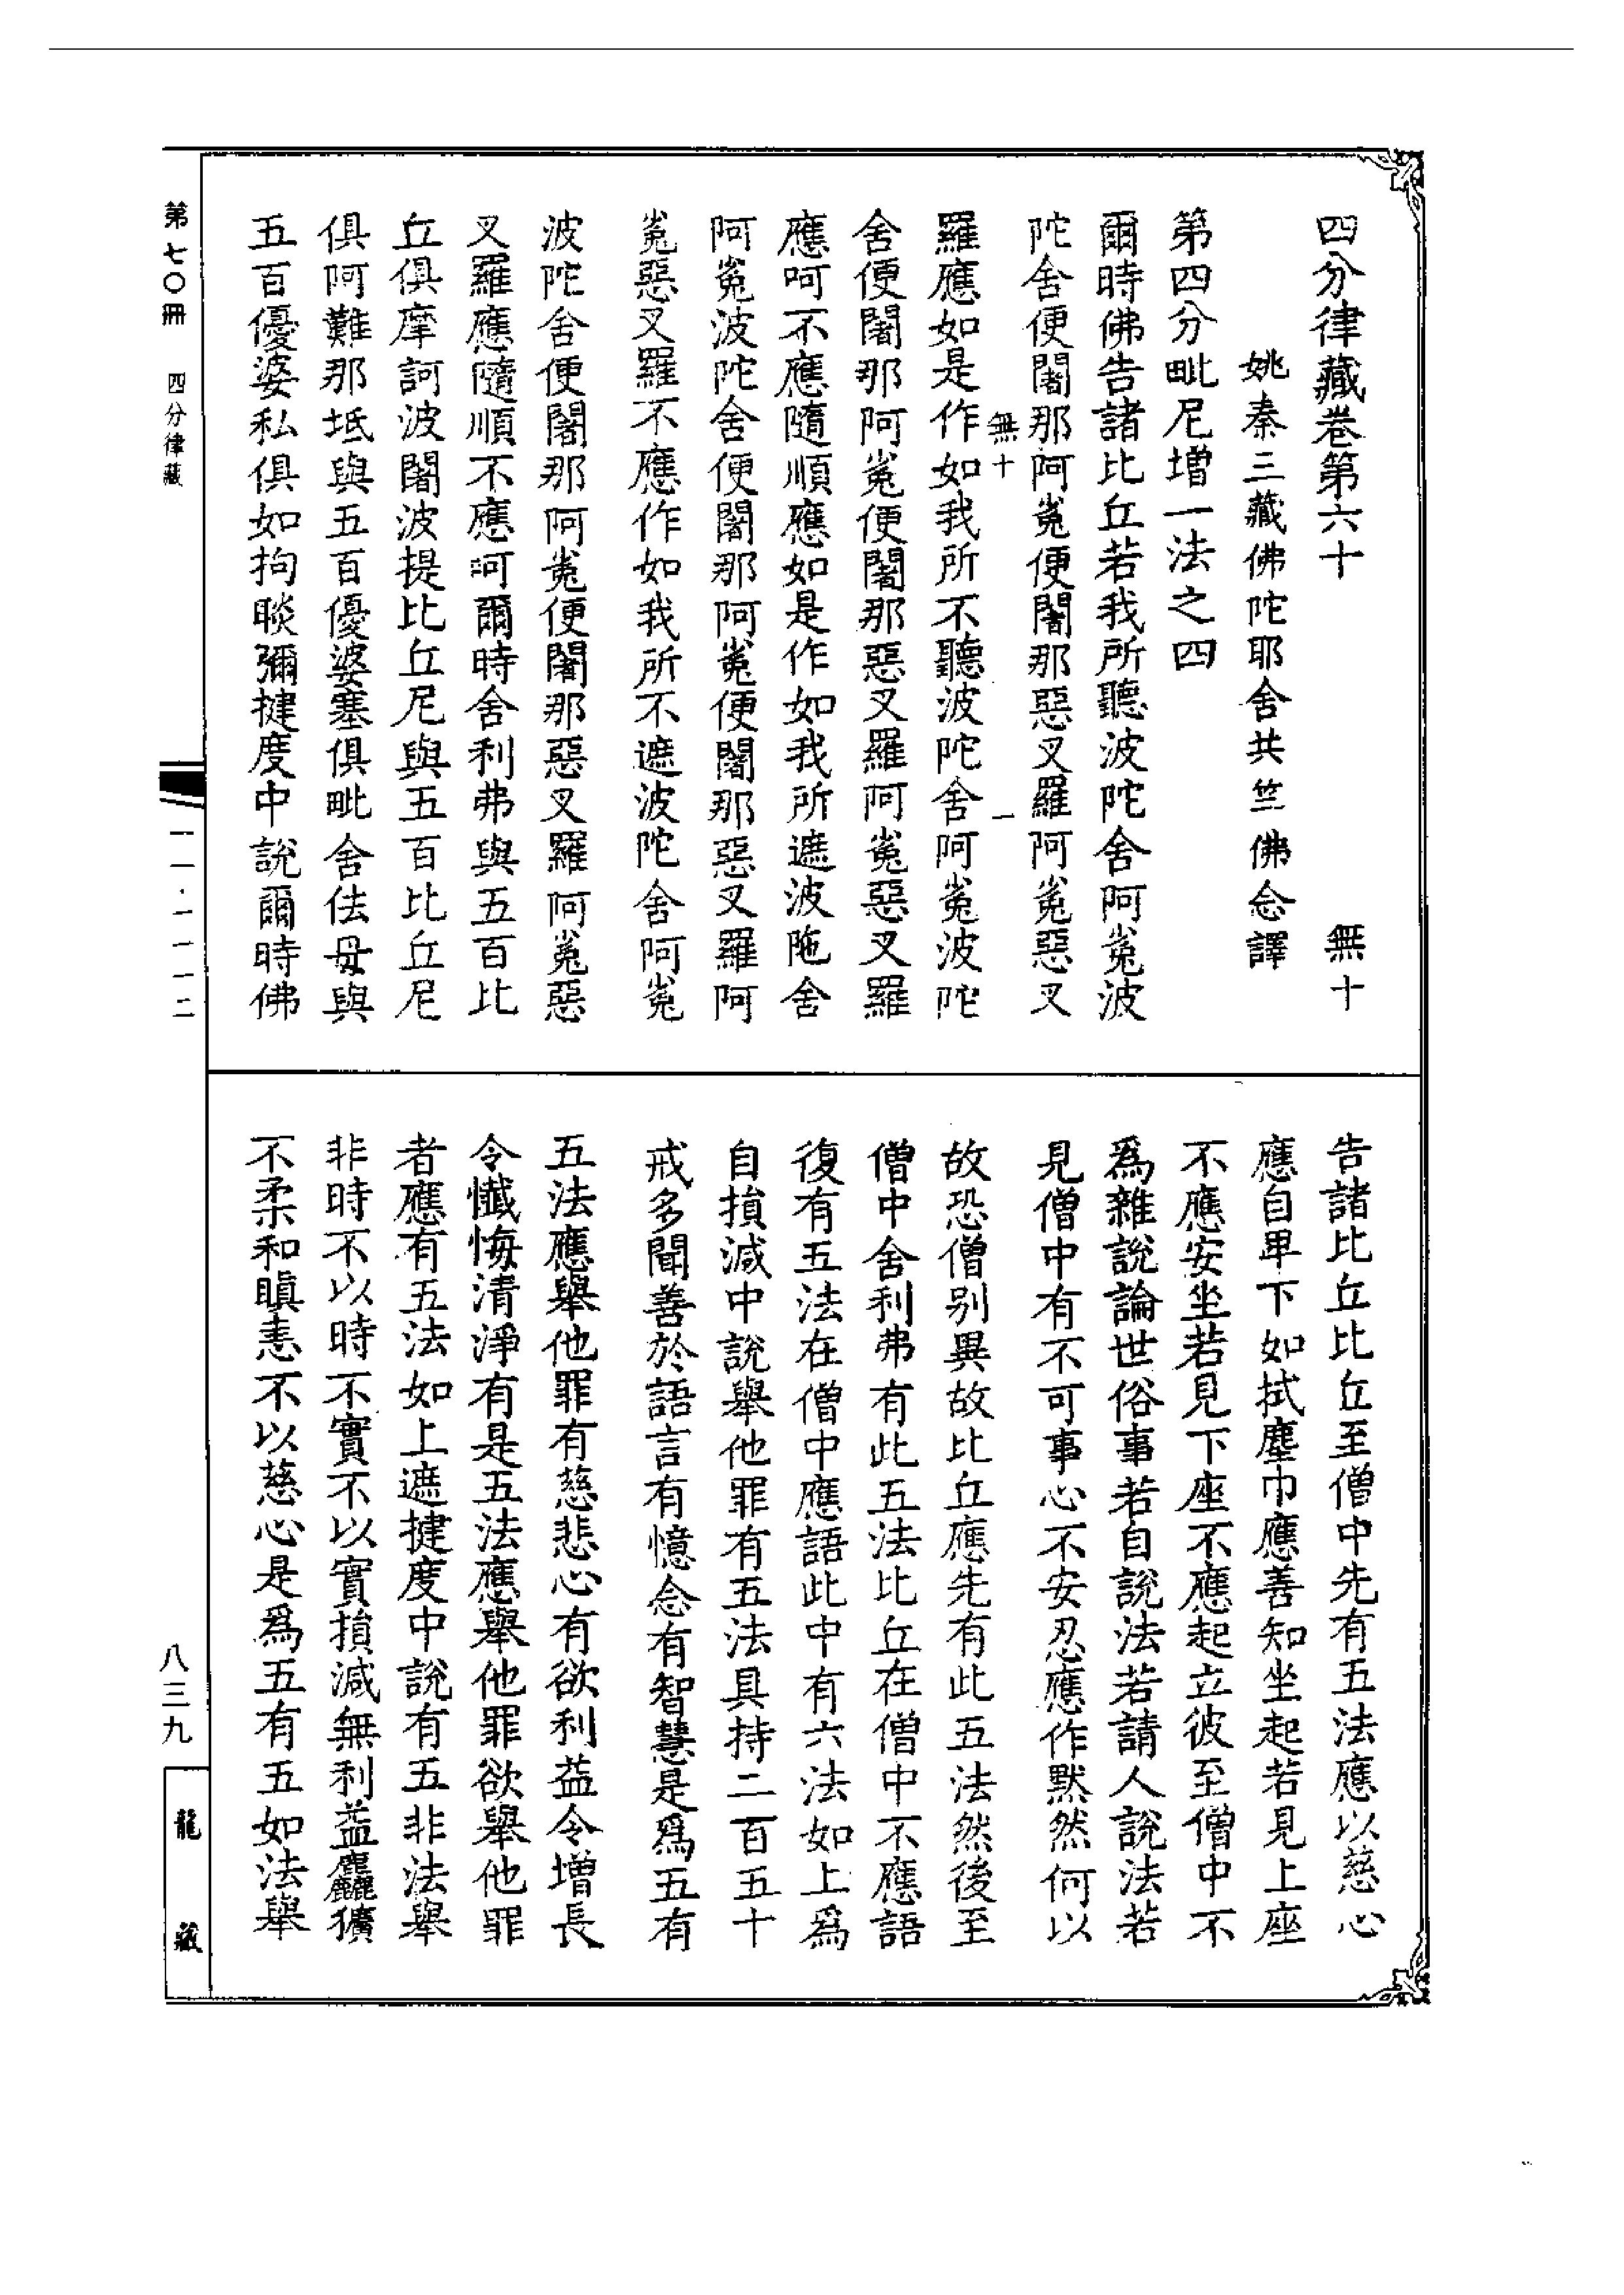 四分律藏卷第六十　無十
姚秦三藏佛陀耶舍共竺佛念譯
第四分毗尼增一法之四
爾時佛告諸比丘若我所聽波陀舍阿㝹波
陀舍便闍那阿㝹便闍那惡叉羅阿㝹惡叉
無十　一
羅應如是作如我所不聽波陀舍阿㝹波陀
舍便闍那阿㝹便闍那惡叉羅阿㝹惡叉羅
應呵不應隨順應如是作如我所遮波陁舍
阿㝹波陀舍便闍那阿㝹便闍那惡叉羅阿
㝹惡叉羅不應作如我所不遮波陀舍阿㝹
波陀舍便闍那阿㝹便闍那惡叉羅阿㝹惡
叉羅應隨順不應呵爾時舍利弗與五百比
丘俱摩訶波闍波提比丘尼與五百比丘尼
俱阿難那坻與五百優婆塞俱毗舍佉母與
五百優婆私俱如拘睒彌揵度中說爾時佛
告諸比丘比丘至僧中先有五法應以慈心
應自卑下如拭塵巾應善知坐起若見上座
不應安坐若見下座不應起立彼至僧中不
爲雜說論世俗事若自說法若請人說法若
見僧中有不可事心不安忍應作默然何以
故恐僧別異故比丘應先有此五法然後至
僧中舍利弗有此五法比丘在僧中不應語
復有五法在僧中應語此中有六法如上爲
自損減中說舉他罪有五法具持二百五十
戒多聞善於語言有憶念有智慧是爲五有
五法應舉他罪有慈悲心有欲利益令增長
令懺悔清淨有是五法應舉他罪欲舉他罪
者應有五法如上遮揵度中說有五非法舉
非時不以時不實不以實損減無利益麤獷
不柔和瞋恚不以慈心是爲五有五如法舉
第七〇冊　四分律藏
一一·一一一二
八三九
龍藏